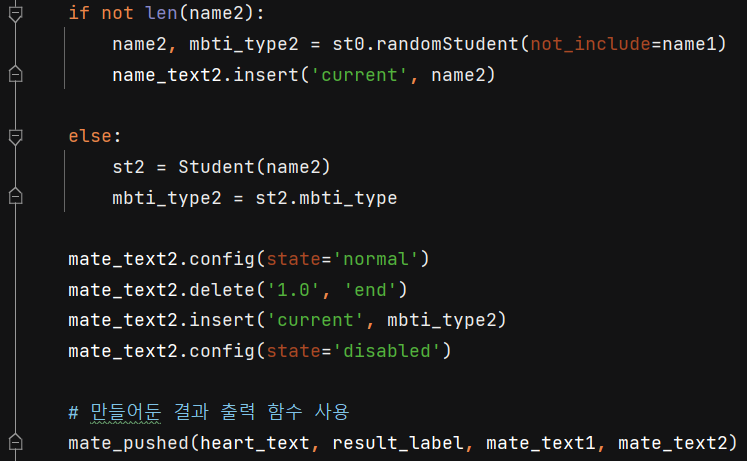 if not len(name2):
    name2, mbti_type2 = st0.randomStudent(not_include=name1)
    name_text2.insert('current', name2)

else:
    st2 = Student(name2)
    mbti_type2 = st2.mbti_type

mate_text2.config(state='normal')
mate_text2.delete('1.0', 'end')
mate_text2.insert('current', mbti_type2)
mate_text2.config(state='disabled')

# 만들어둔 결과 출력 함수 사용
mate_pushed(heart_text, result_label, mate_text1, mate_text2)